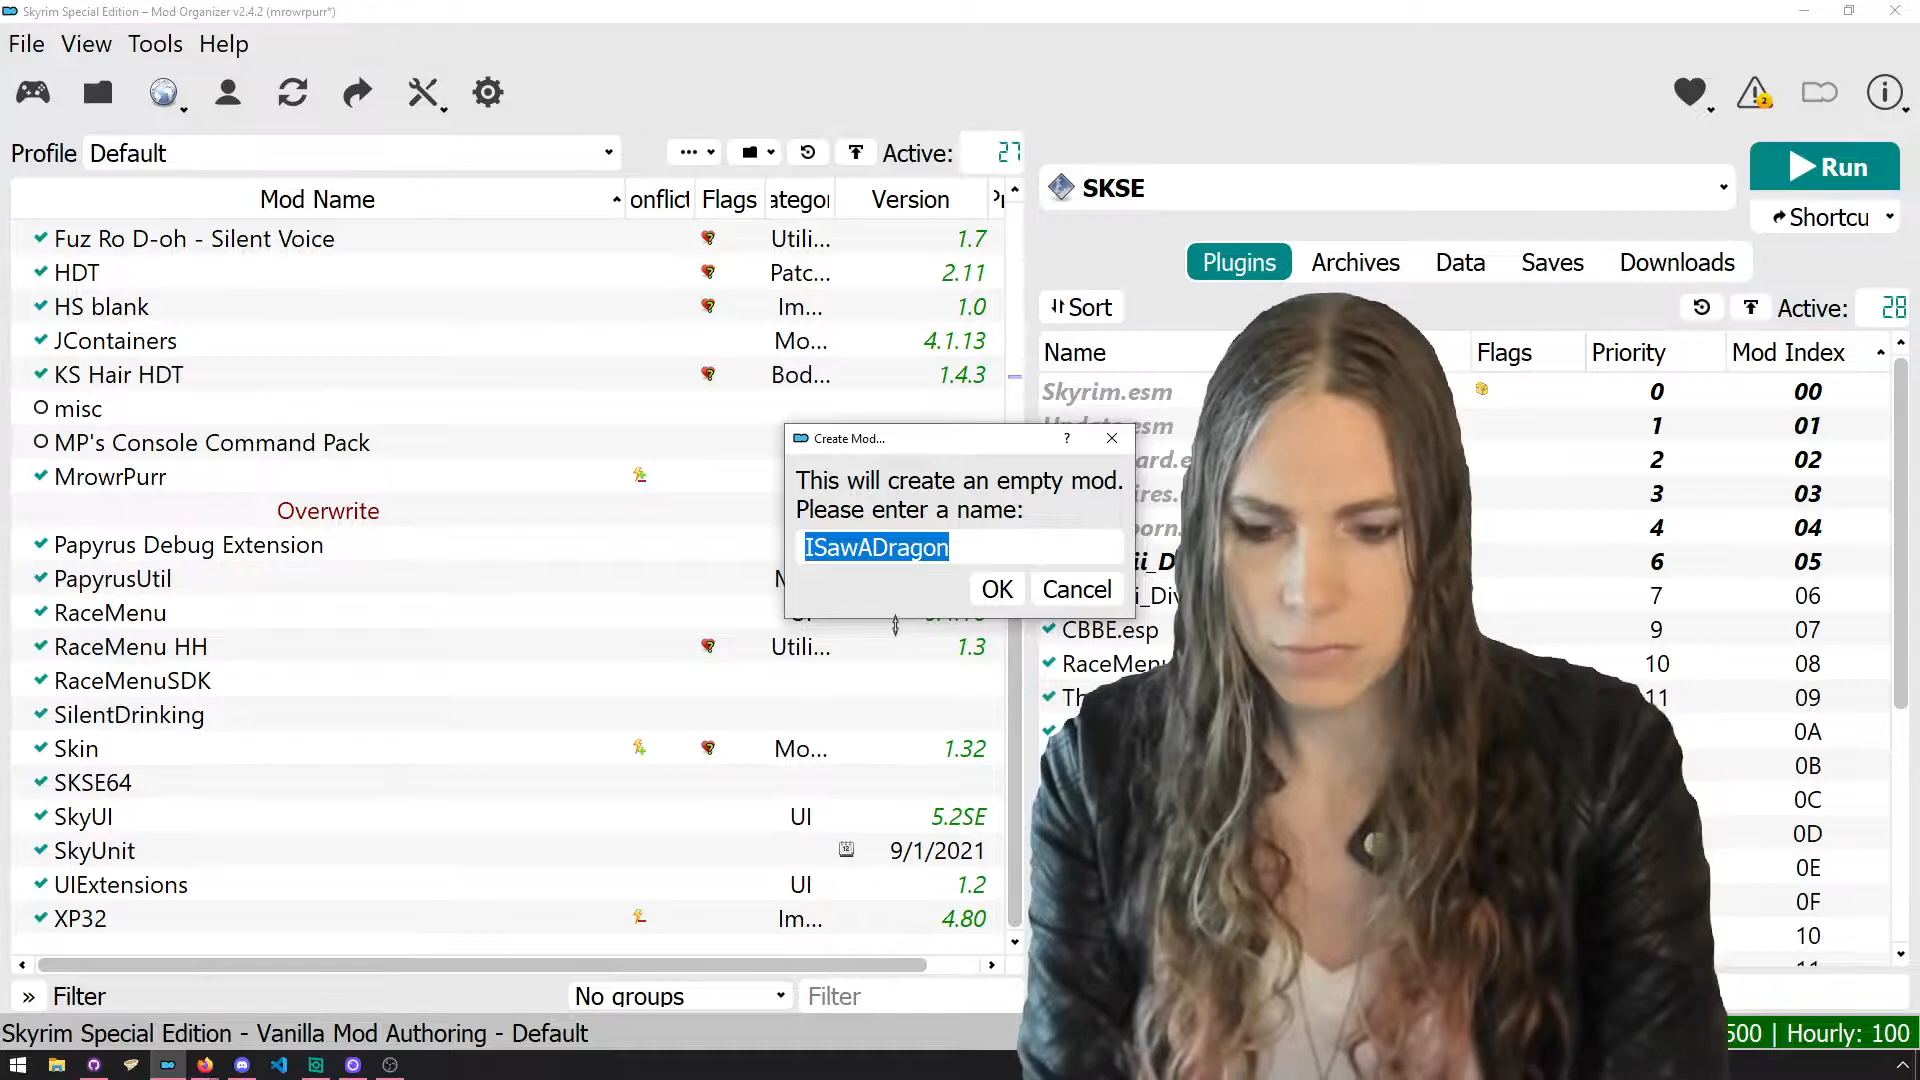 Skyrim Special Edition – Mod Organizer v2.4.2 (mrowrpurr*)
File View Tools Help
Profile Default
Active: 27
Mod Name onflict Flags ategor Version
Fuz Ro D-oh - Silent Voice Utili... 1.7
HDT Patc... 2.11
HS blank Im... 1.0
JContainers Mo... 4.1.13
KS Hair HDT Bod... 1.4.3
misc
MP's Console Command Pack
MrowrPurr
Overwrite
Papyrus Debug Extension
PapyrusUtil
RaceMenu
RaceMenu HH Utili... 1.3
RaceMenuSDK
SilentDrinking
Skin Mo... 1.32
SKSE64
SkyUI UI 5.2SE
SkyUnit 9/1/2021
UIExtensions UI 1.2
XP32 Im... 4.80
» Filter No groups Filter
Create Mod... ?
This will create an empty mod.
Please enter a name:
ISawADragon
OK Cancel
SKSE
Run
Shortcu
Plugins Archives Data Saves Downloads
Sort
Active: 28
Name Flags Priority Mod Index
Skyrim.esm 0 00
1 01
2 02
3 03
4 04
6 05
7 06
CBBE.esp 9 07
RaceMenu 10 08
11 09
0A
0B
0C
0D
0E
0F
10
Skyrim Special Edition - Vanilla Mod Authoring - Default
500 | Hourly: 100